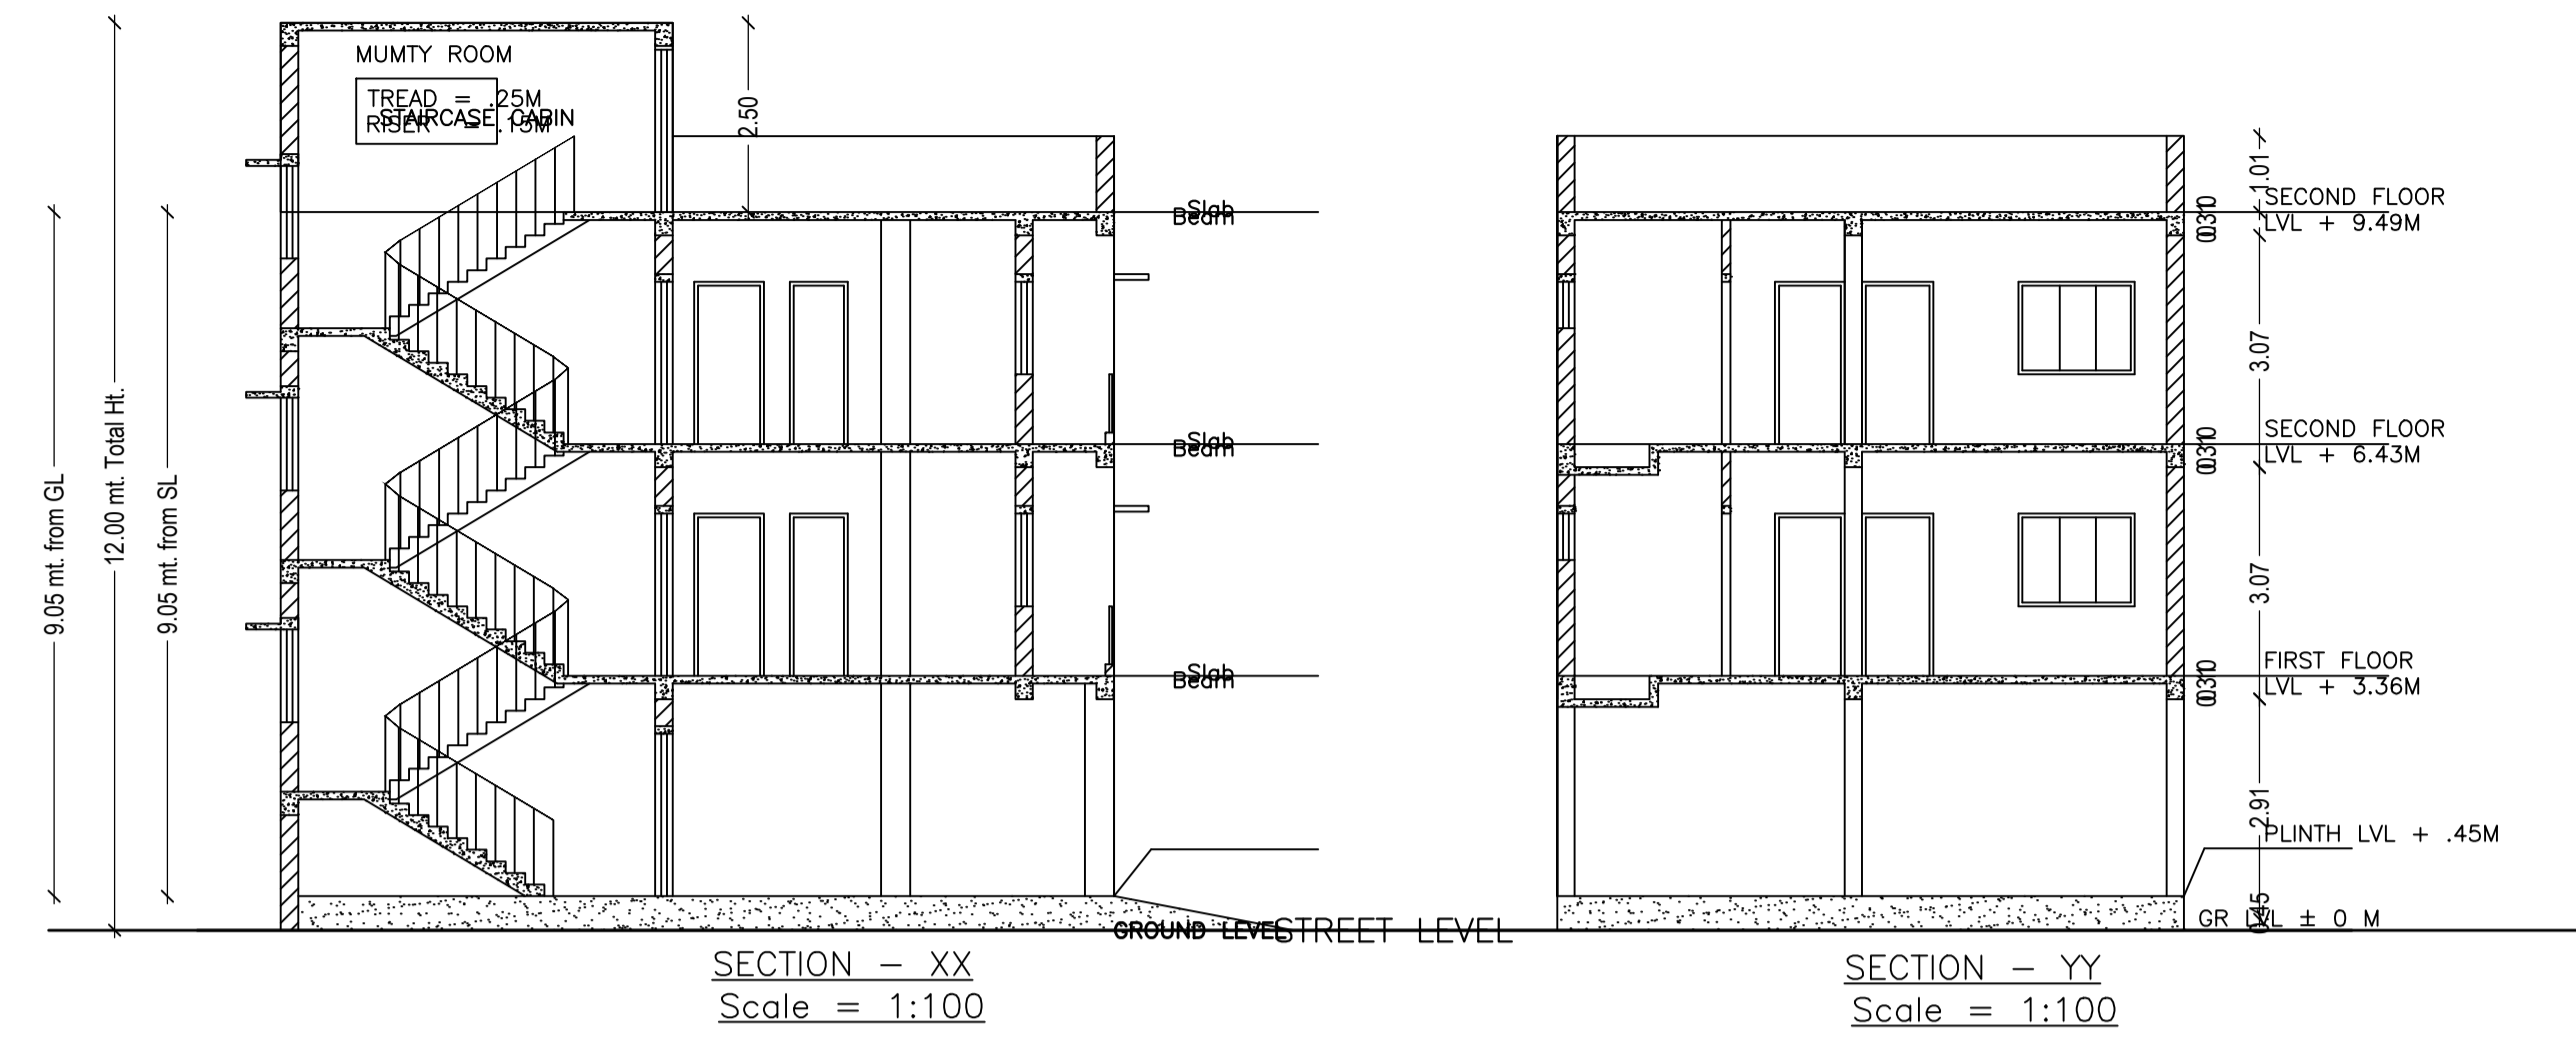 MUMTY ROOM
TREAD = .25M
STAIRCASE CABIN
RISER = .15M
2.50
9.05 mt. from GL
12.00 mt. Total Ht.
9.05 mt. from SL
Slab
Beam
Slab
Beam
Slab
Beam
GROUND LEVEL
STREET LEVEL
SECTION - XX
Scale = 1:100
1.01
SECOND FLOOR
LVL + 9.49M
3.07
SECOND FLOOR
LVL + 6.43M
3.07
FIRST FLOOR
LVL + 3.36M
2.91
PLINTH LVL + .45M
0.45
GR LVL ± 0 M
SECTION - YY
Scale = 1:100